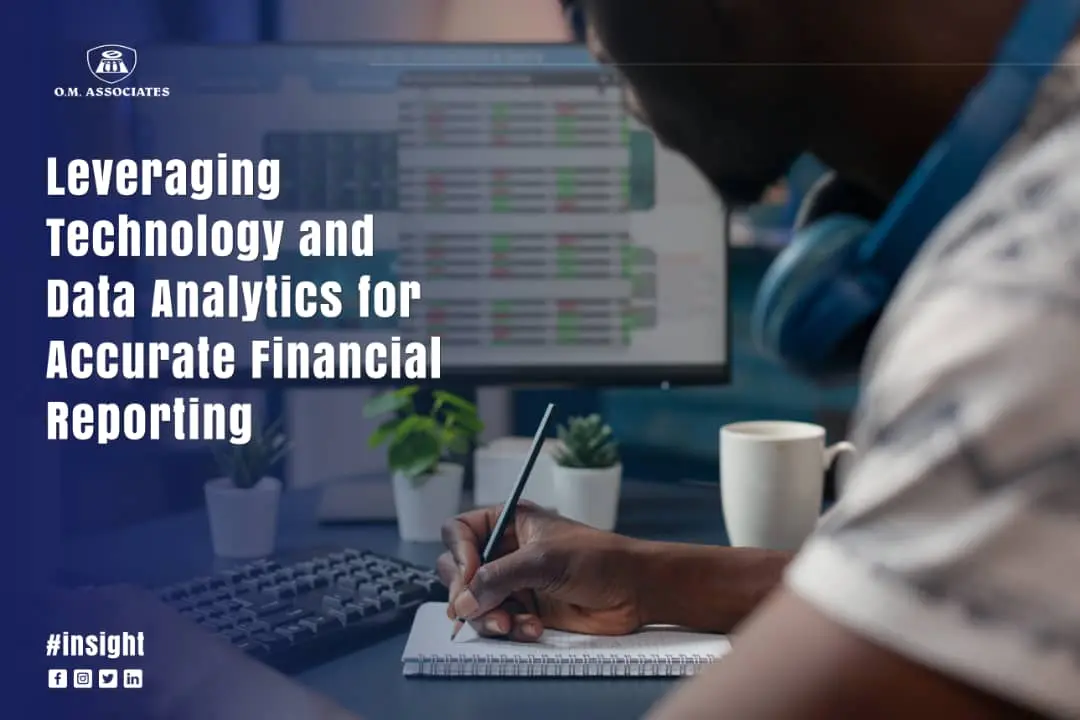 O.M. ASSOCIATES
Leveraging
Technology and
Data Analytics for
Accurate Financial
Reporting
#insight